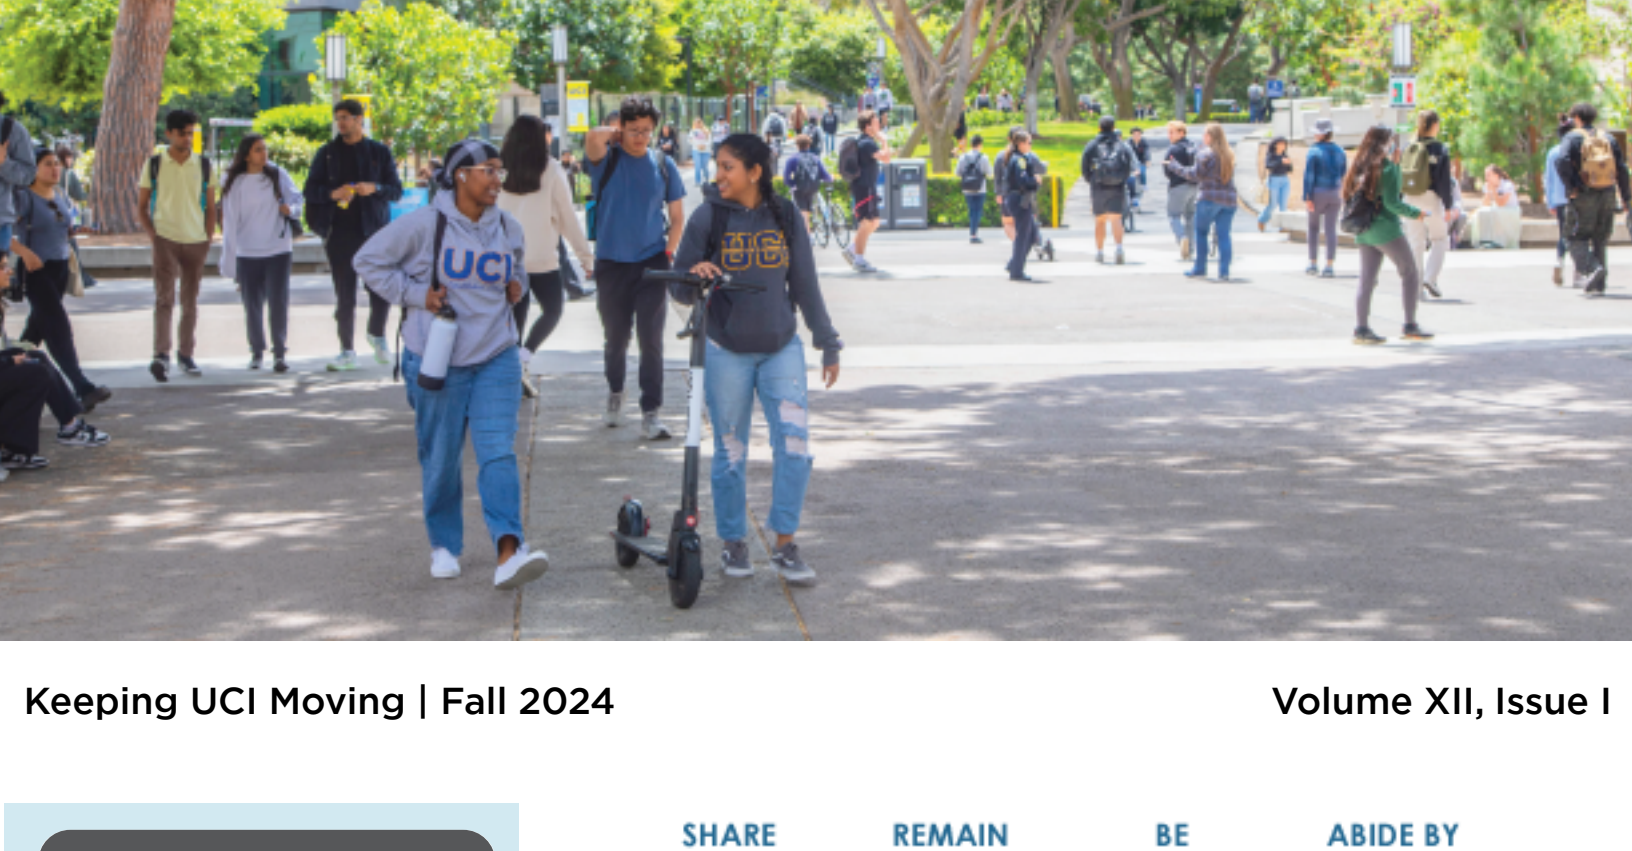 UCI
UCI
Keeping UCI Moving | Fall 2024
Volume XII, Issue I
SHARE
REMAIN
BE
ABIDE BY